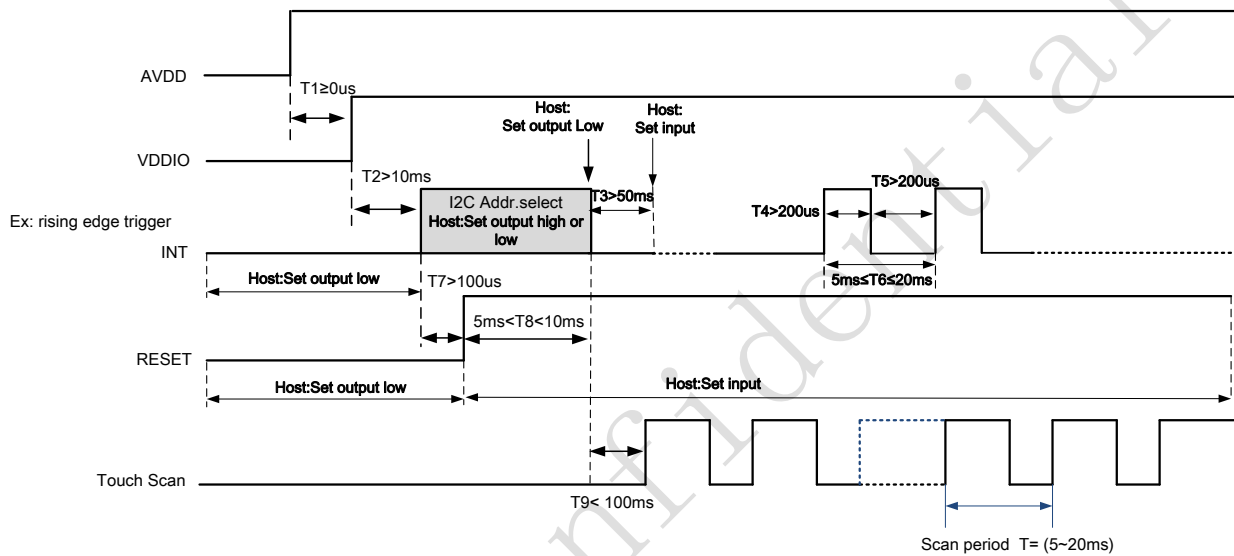 AVDD
T1≥0us
Host:
Set output Low
Host:
Set input
VDDIO
T2>10ms
I2C Addr.select
Host:Set output high or
low
T3>50ms
T5>200us
T4>200us
Ex: rising edge trigger
INT
Host:Set output low
T7>100us
5ms≤T6≤20ms
5ms<T8<10ms
RESET
Host:Set output low
Host:Set input
Touch Scan
T9< 100ms
Scan period T= (5~20ms)
nfidential